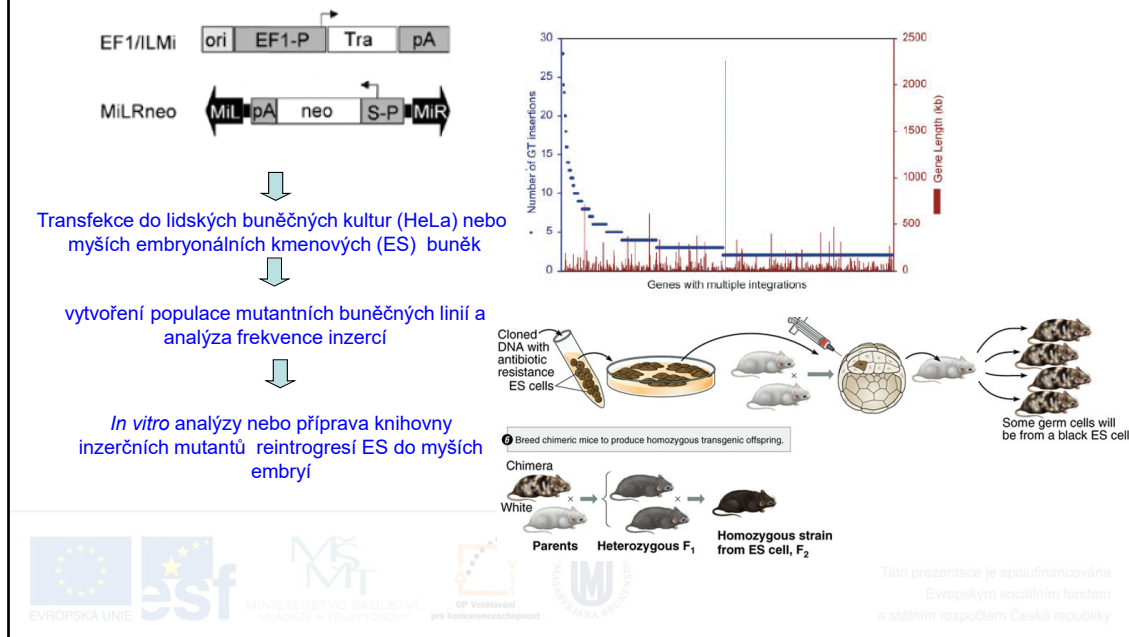 EF1/ILMi
ori EF1-P Tra pA
MiLRneo
MiL pA neo S-P MiR
Transfekce do lidských buněčných kultur (HeLa) nebo
myších embryonálních kmenových (ES) buněk
vytvoření populace mutantních buněčných linií a
analýza frekvence inzercí
In vitro analýzy nebo příprava knihovny
inzerčních mutantů reintrogresí ES do myších
embryí
Number of GT insertions
30
25
20
15
10
5
0
2500
2000
1500
1000
500
0
Gene Length (kb)
Genes with multiple integrations
Cloned
DNA with
antibiotic
resistance
ES cells
×
Some germ cells will
be from a black ES cell
6 Breed chimeric mice to produce homozygous transgenic offspring.
Chimera
×
White
×
Parents
Heterozygous F1
Homozygous strain
from ES cell, F2
EVROPSKÁ UNIE
esf
MINISTERSTVO ŠKOLSTVÍ,
MLÁDEŽE A TĚLOVÝCHOVY
OP Vzdělávání
pro konkurenceschopnost
Tato prezentace je spolufinancována
Evropským sociálním fondem
a státním rozpočtem České republiky